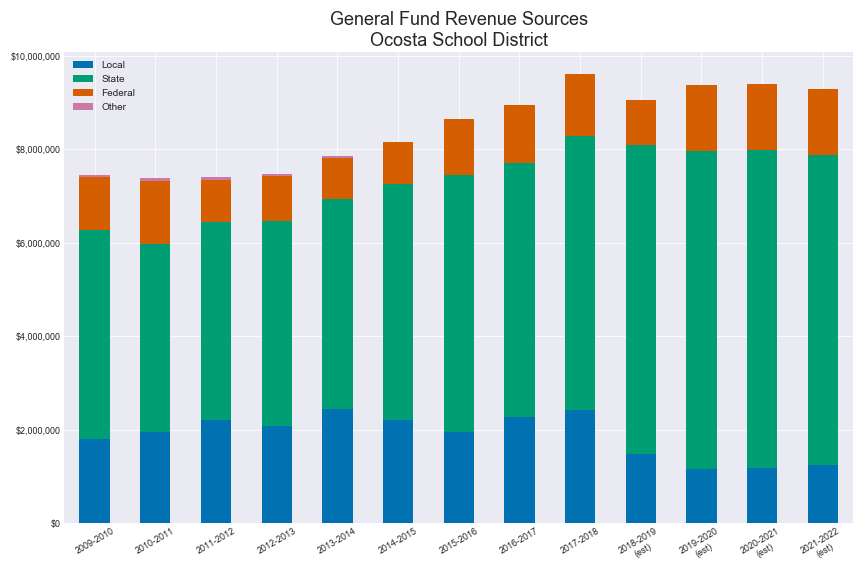 General Fund Revenue Sources
Ocosta School District
$10,000,000
$8,000,000
$6,000,000
$4,000,000
$2,000,000
$0
Local
State
Federal
Other
2009-2010
2010-2011
2011-2012
2012-2013
2013-2014
2014-2015
2015-2016
2016-2017
2017-2018
2018-2019
(est)
2019-2020
(est)
2020-2021
(est)
2021-2022
(est)